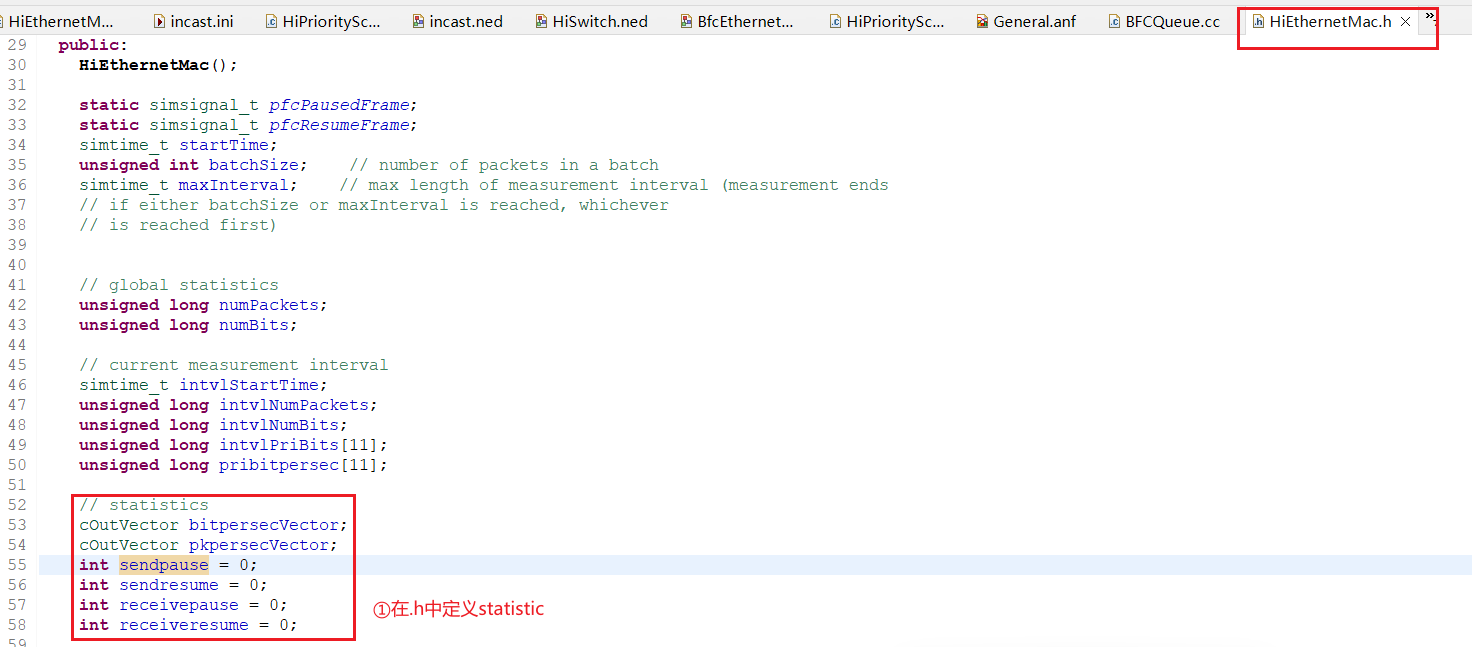 HiEthernetM... incast.ini HiPrioritySc... incast.ned HiSwitch.ned BfcEthernet... HiPrioritySc... General.anf BFCQueue.cc HiEthernetMac.h »
29 public:
30 HiEthernetMac();
31
32 static simsignal_t pfcPausedFrame;
33 static simsignal_t pfcResumeFrame;
34 simtime_t startTime;
35 unsigned int batchSize; // number of packets in a batch
36 simtime_t maxInterval; // max length of measurement interval (measurement ends
37 // if either batchSize or maxInterval is reached, whichever
38 // is reached first)
39
40
41 // global statistics
42 unsigned long numPackets;
43 unsigned long numBits;
44
45 // current measurement interval
46 simtime_t intvlStartTime;
47 unsigned long intvlNumPackets;
48 unsigned long intvlNumBits;
49 unsigned long intvlPriBits[11];
50 unsigned long pribitpersec[11];
51
52 // statistics
53 cOutVector bitpersecVector;
54 cOutVector pkpersecVector;
55 int sendpause = 0;
56 int sendresume = 0;
57 int receivepause = 0; ①在.h中定义statistic
58 int receiveresume = 0;
59